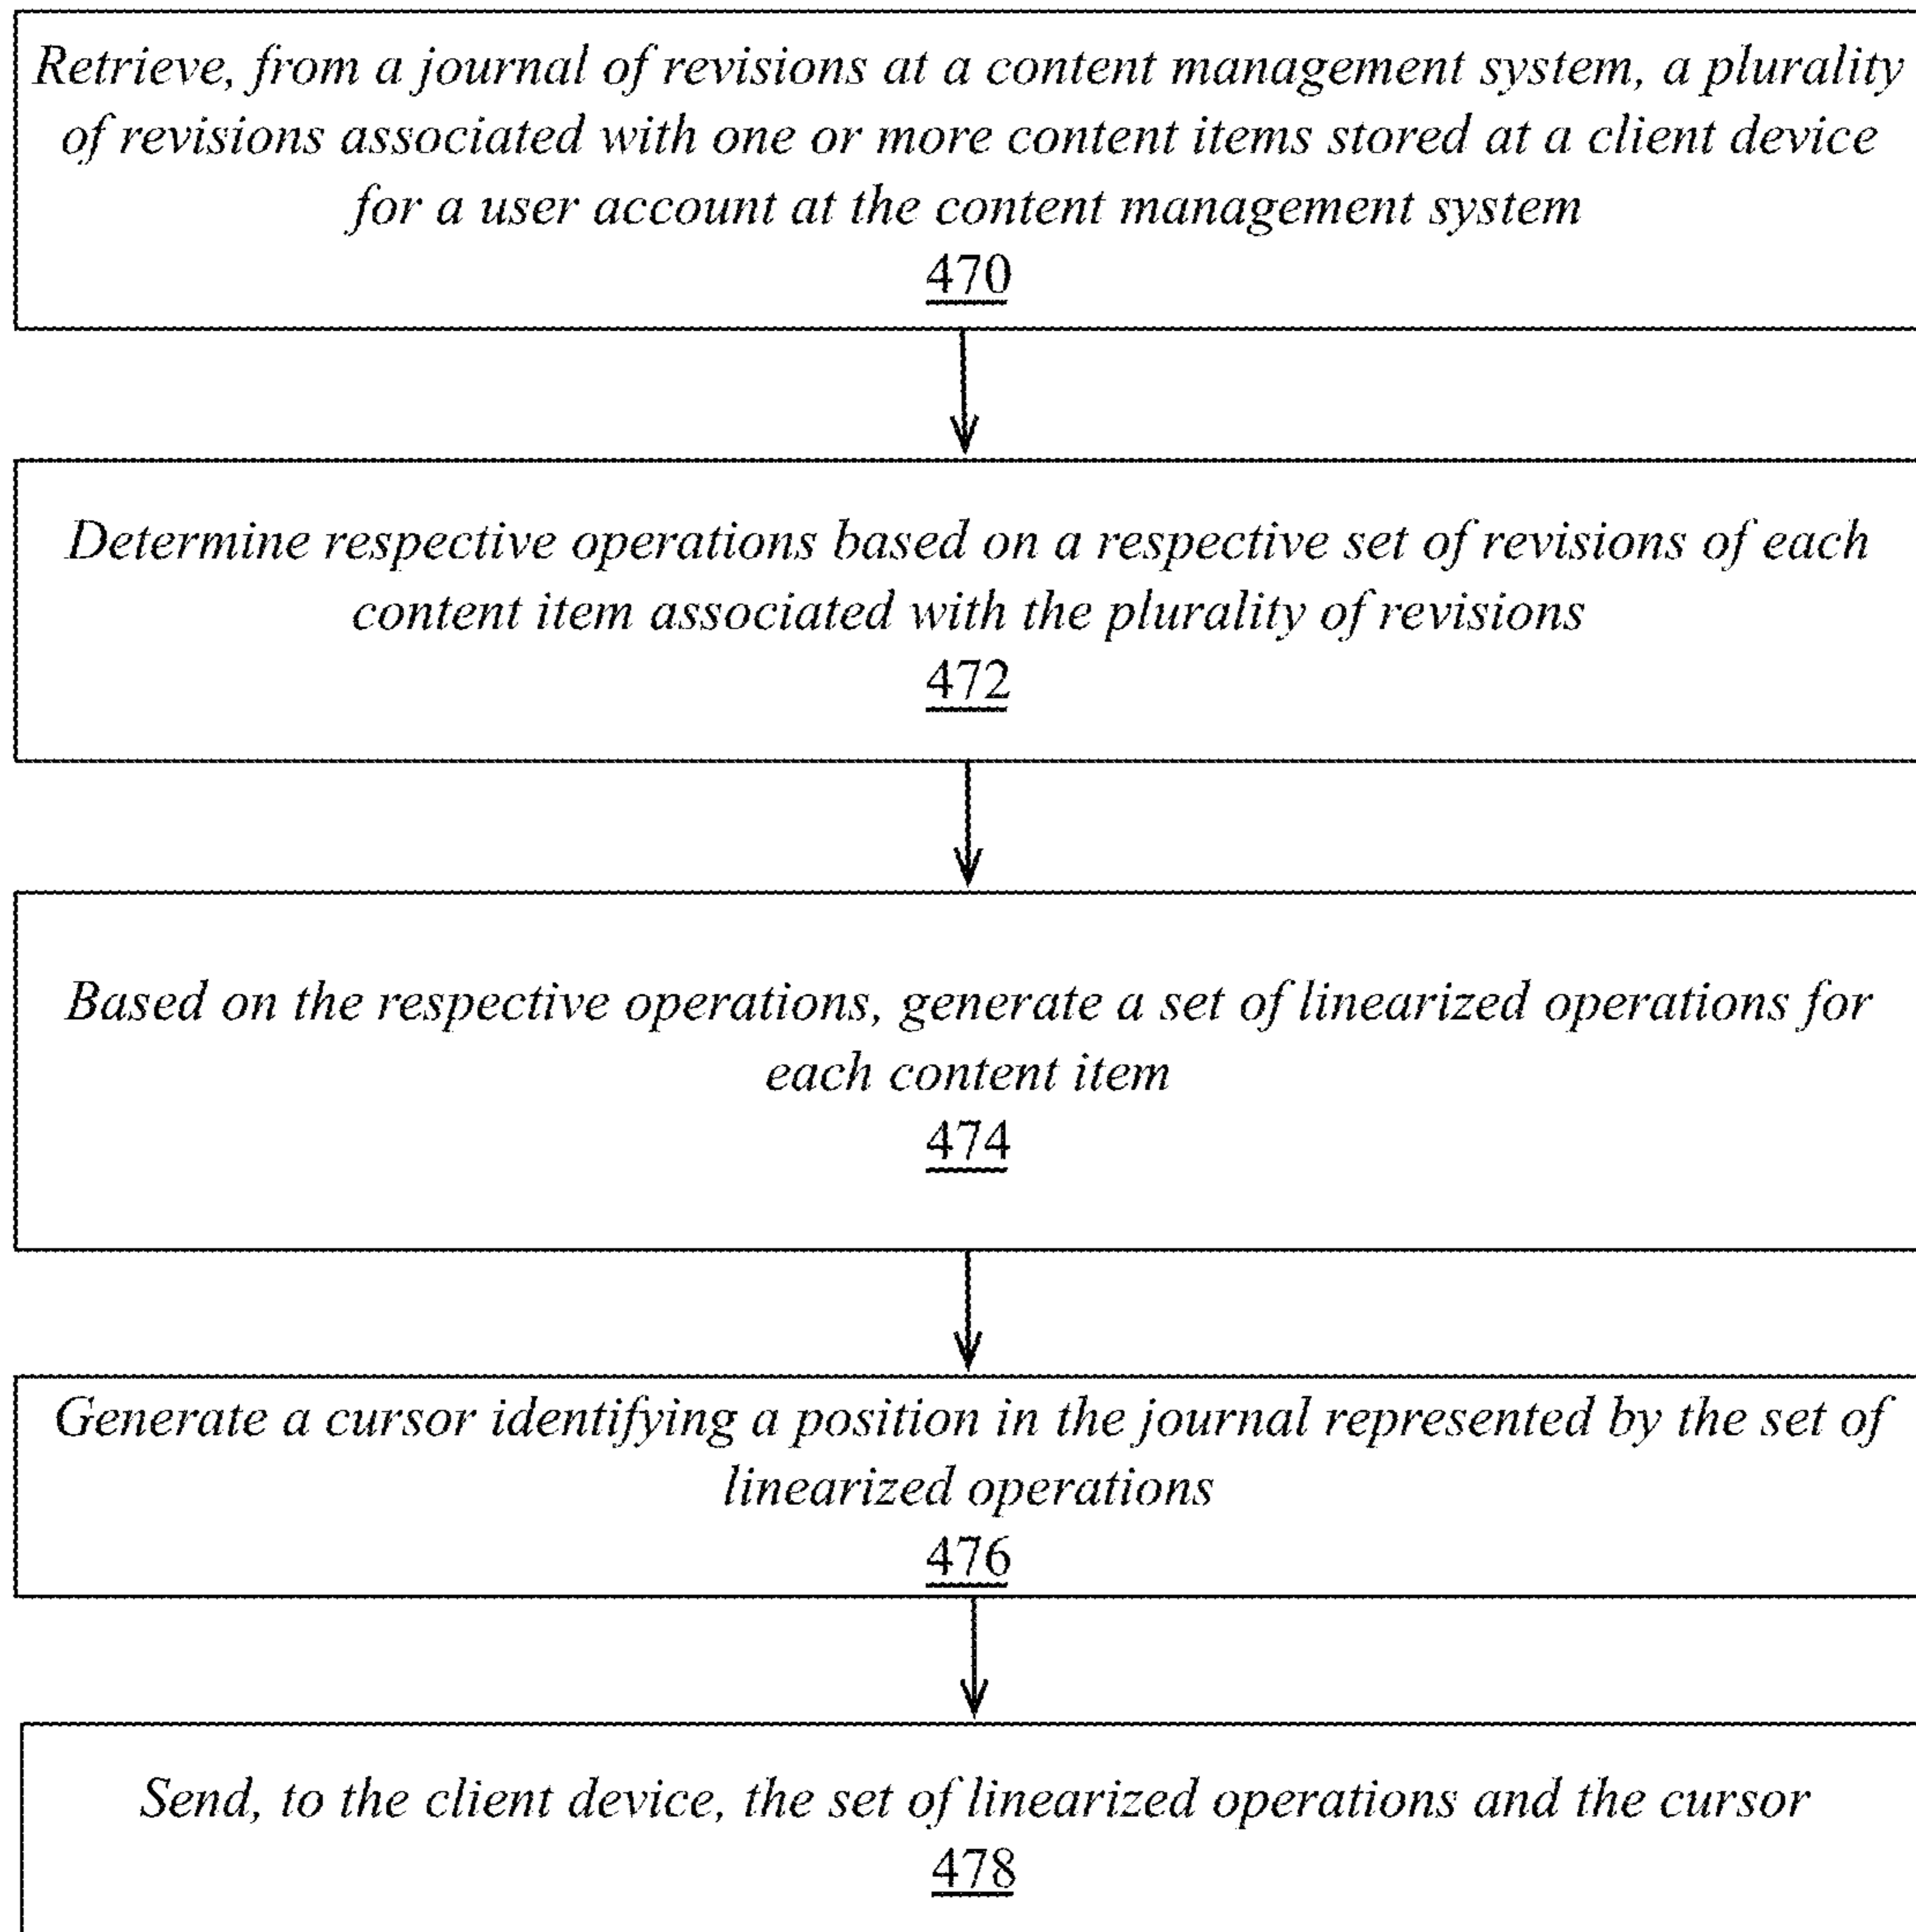 Retrieve, from a journal of revisions at a content management system, a plurality
of revisions associated with one or more content items stored at a client device
for a user account at the content management system
470
Determine respective operations based on a respective set of revisions of each
content item associated with the plurality of revisions
472
Based on the respective operations, generate a set of linearized operations for
each content item
474
Generate a cursor identifying a position in the journal represented by the set of
linearized operations
476
Send, to the client device, the set of linearized operations and the cursor
478